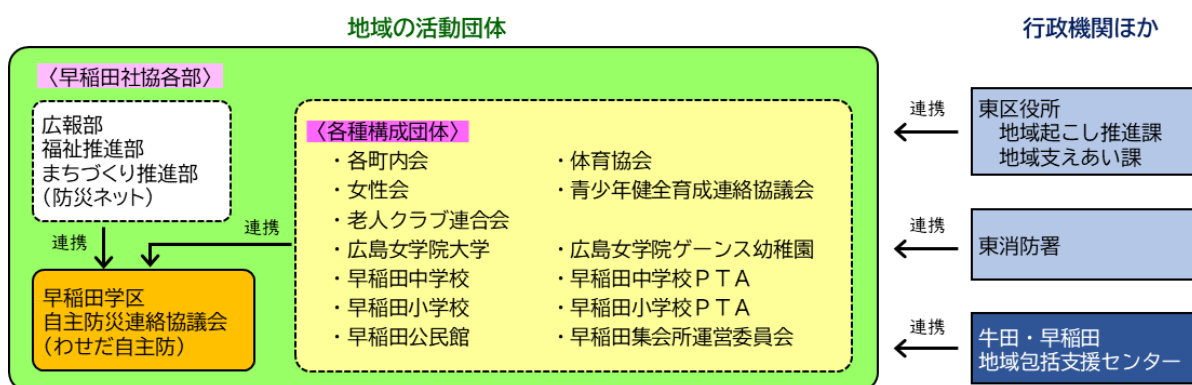 地域の活動団体
行政機関ほか
〈早稲田社協各部〉
広報部
福祉推進部
まちづくり推進部
(防災ネット)
連携
連携
早稲田学区
自主防災連絡協議会
(わせだ自主防)
〈各種構成団体〉
・各町内会 ・体育協会
・女性会 ・青少年健全育成連絡協議会
・老人クラブ連合会
・広島女学院大学 ・広島女学院ゲーンス幼稚園
・早稲田中学校 ・早稲田中学校PTA
・早稲田小学校 ・早稲田小学校PTA
・早稲田公民館 ・早稲田集会所運営委員会
連携
東区役所
地域起こし推進課
地域支えあい課
連携
東消防署
連携
牛田・早稲田
地域包括支援センター